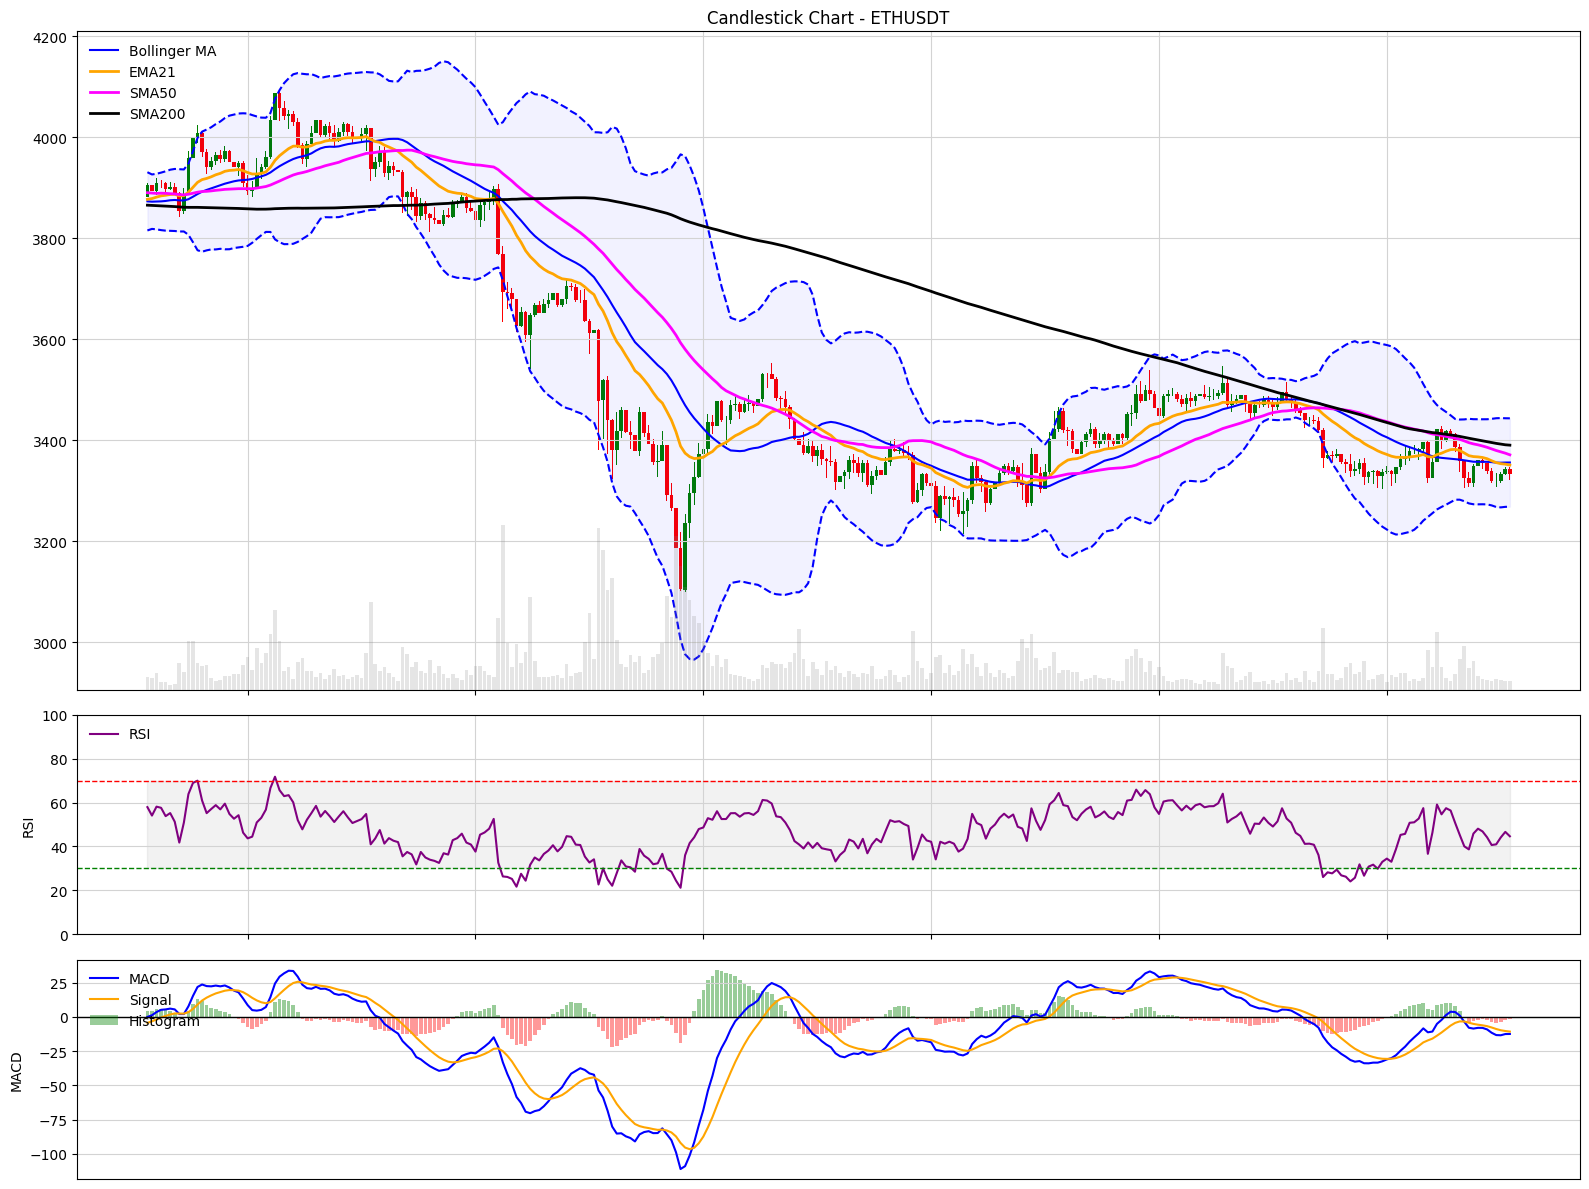 Candlestick Chart - ETHUSDT
Bollinger MA
EMA21
SMA50
SMA200
4200
4000
3800
3600
3400
3200
3000
RSI
100
80
60
40
20
0
RSI
MACD
Signal
Histogram
25
0
−25
−50
−75
−100
MACD